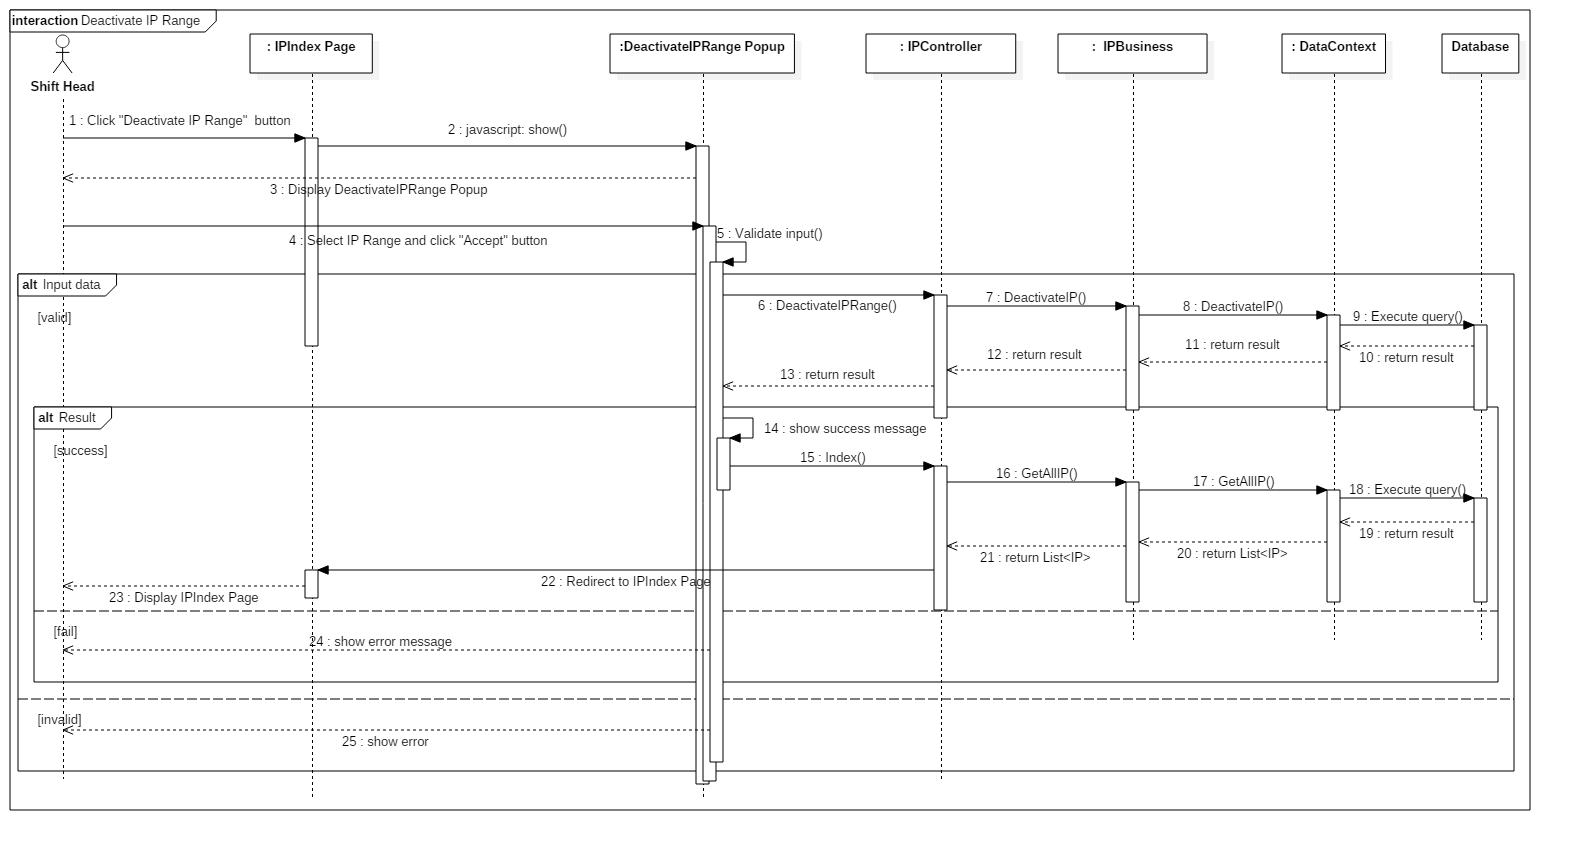 interaction Deactivate IP Range
Shift Head
: IPIndex Page
:DeactivateIPRange Popup
: IPController
: IPBusiness
: DataContext
Database
1 : Click "Deactivate IP Range" button
2 : javascript: show()
3 : Display DeactivateIPRange Popup
4 : Select IP Range and click "Accept" button
5 : Validate input()
alt Input data
[valid]
6 : DeactivateIPRange()
7 : DeactivateIP()
8 : DeactivateIP()
9 : Execute query()
10 : return result
11 : return result
12 : return result
13 : return result
alt Result
[success]
14 : show success message
15 : Index()
16 : GetAllIP()
17 : GetAllIP()
18 : Execute query()
19 : return result
20 : return List<IP>
21 : return List<IP>
22 : Redirect to IPIndex Page
23 : Display IPIndex Page
[fail]
24 : show error message
[invalid]
25 : show error